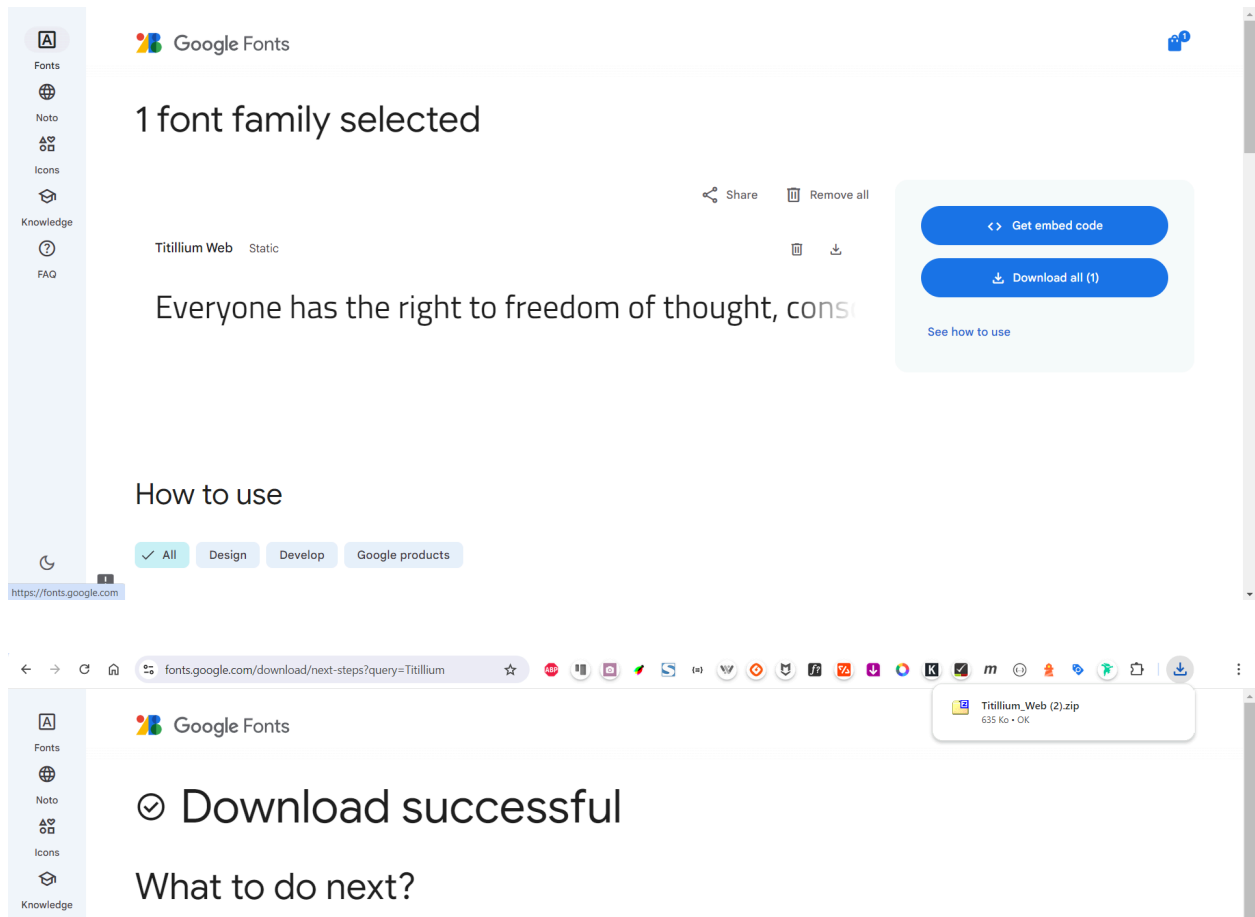 Google Fonts
1
Fonts
Noto
Icons
Knowledge
FAQ
1 font family selected
Share Remove all
Titillium Web Static
Everyone has the right to freedom of thought,
<> Get embed code
Download all (1)
See how to use
How to use
All Design Develop Google products
https://fonts.google.com
fonts.google.com/download/next-steps?query=Titillium
ABP
Titillium_Web (2).zip
635 Ko • OK
Google Fonts
Fonts
Noto
Icons
Knowledge
Download successful
What to do next?